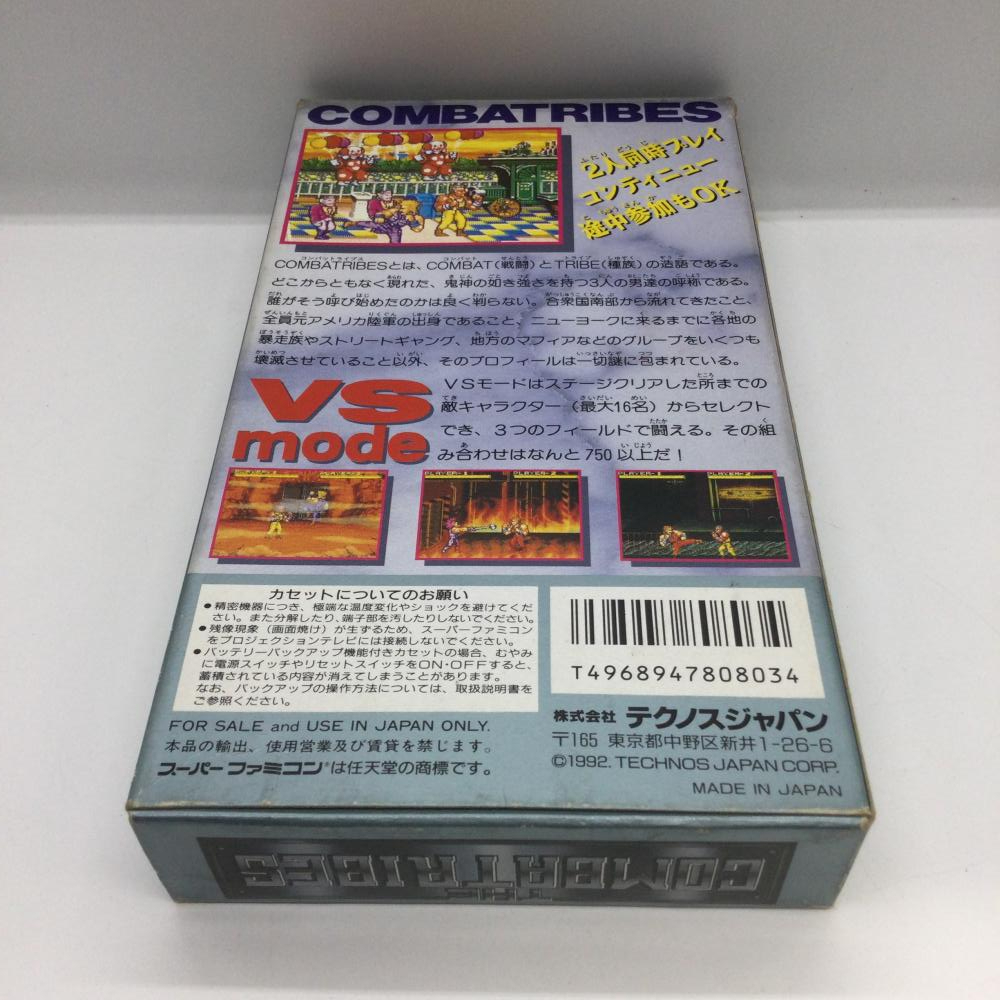 COMBATRIBES
2人同時プレイ
コンティニュー
途中参加もOK
COMBATRIBESとは、COMBAT(戦闘)とTRIBE(種族)の造語である。
どこからともなく現れた、鬼神の如き強さを持つ3人の男達の呼称である。
誰がそう呼び始めたのかは良く判らない。合衆国南部から流れてきたこと、
全員元アメリカ陸軍の出身であること、ニューヨークに来るまでに各地の
暴走族やストリートギャング、地方のマフィアなどのグループをいくつも
壊滅させていること以外、そのプロフィールは一切謎に包まれている。
VS
mode
VSモードはステージクリアした所までの
敵キャラクター(最大16名)からセレクト
でき、3つのフィールドで闘える。その組
み合わせはなんと750以上だ!
PLAYER-1 PLAYER-2
PLAYER-1 PLAYER-2
カセットについてのお願い
●精密機器につき、極端な温度変化やショックを避けてくだ
さい。また分解したり、端子部を汚したりしないでください。
●残像現象(画面焼け)が生ずるため、スーパーファミコン
をプロジェクションテレビには接続しないでください。
●バッテリーバックアップ機能付きカセットの場合、むやみ
に電源スイッチやリセットスイッチをON・OFFすると、
蓄積されている内容が消えてしまうことがあります。
なお、バックアップの操作方法については、取扱説明書を
ご参照ください。
T4968947808034
FOR SALE and USE IN JAPAN ONLY.
本品の輸出、使用営業及び賃貸を禁じます。
スーパーファミコン®は任天堂の商標です。
株式会社 テクノスジャパン
〒165 東京都中野区新井1-26-6
©1992. TECHNOS JAPAN CORP.
MADE IN JAPAN
THE
COMBATRIBES